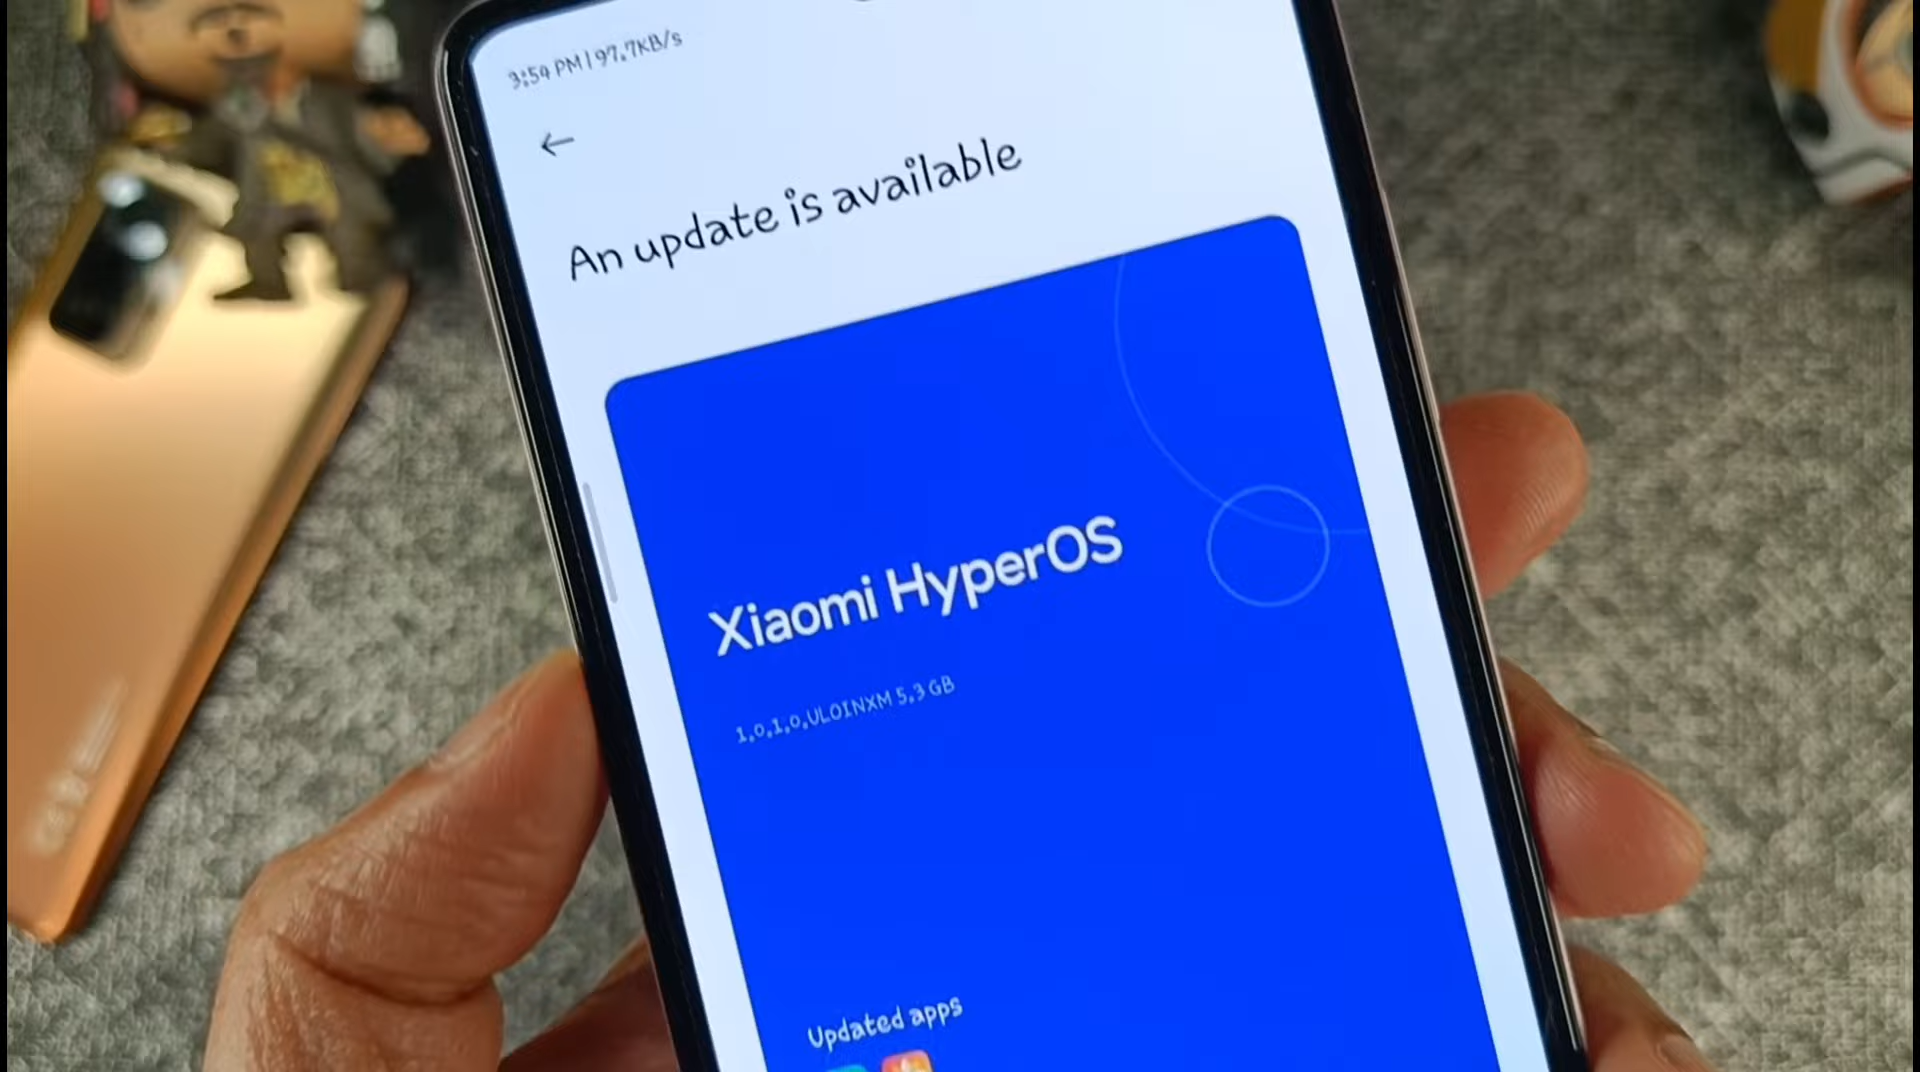 3:54 PM | 97.7KB/s
An update is available
Xiaomi HyperOS
1.0.1.0.ULOINXM 5.3 GB
Updated apps